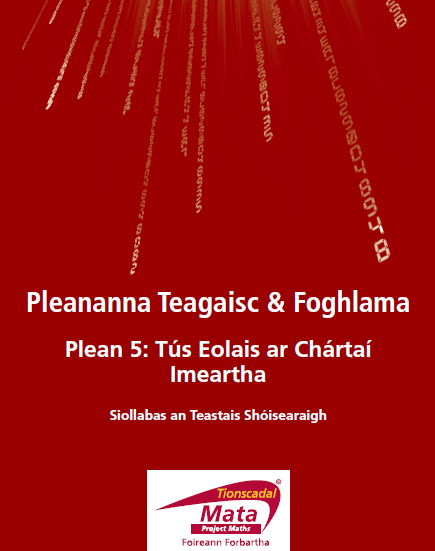 Pleananna Teagaisc & Foghlama
Plean 5: Tús Eolais ar Chártaí
Imeartha
Siollabas an Teastais Shóisearaigh
Tionscadal
Mata
Project Maths
Foireann Forbartha